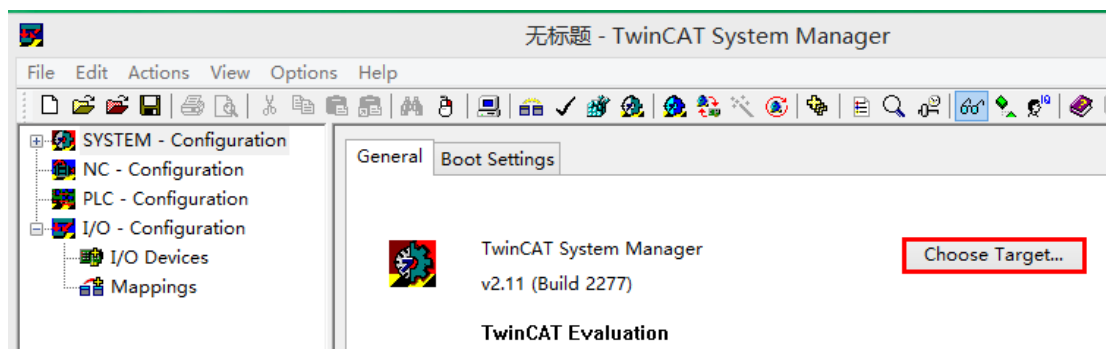 无标题 - TwinCAT System Manager
File Edit Actions View Options Help
SYSTEM - Configuration
NC - Configuration
PLC - Configuration
I/O - Configuration
I/O Devices
Mappings
General Boot Settings
TwinCAT System Manager
v2.11 (Build 2277)
Choose Target...
TwinCAT Evaluation